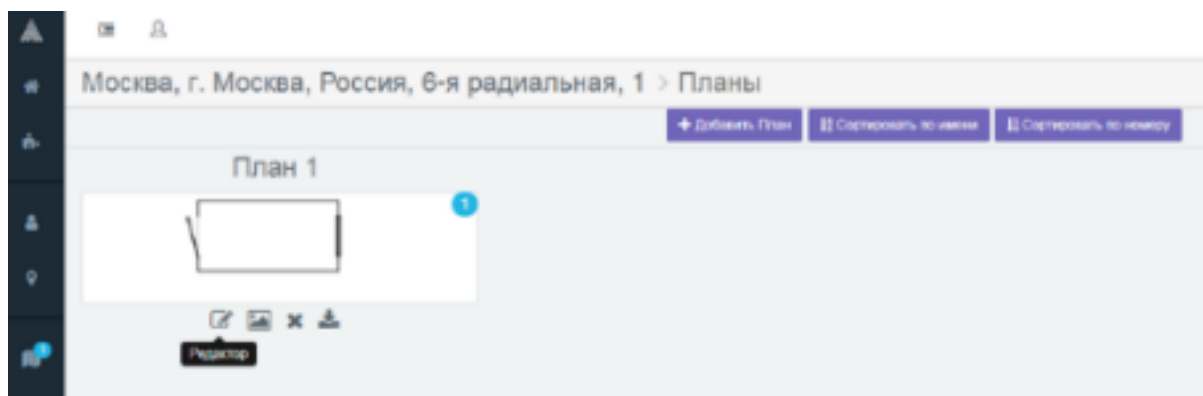 Москва, г. Москва, Россия, 6-я радиальная, 1 > Планы
Добавить План
Сортировать по имени
Сортировать по номеру
План 1
1
Редактор